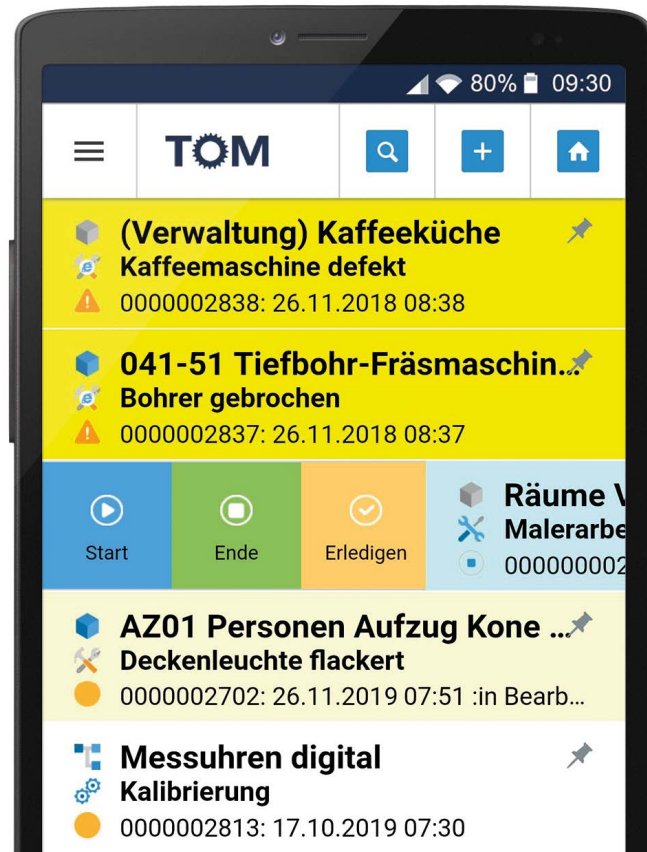 80% 09:30
TOM
(Verwaltung) Kaffeeküche
Kaffeemaschine defekt
0000002838: 26.11.2018 08:38
041-51 Tiefbohr-Fräsmaschin...
Bohrer gebrochen
0000002837: 26.11.2018 08:37
Start Ende Erledigen
Räume V
Malerarbe
0000000002
AZ01 Personen Aufzug Kone ...
Deckenleuchte flackert
0000002702: 26.11.2019 07:51 :in Bearb...
Messuhren digital
Kalibrierung
0000002813: 17.10.2019 07:30